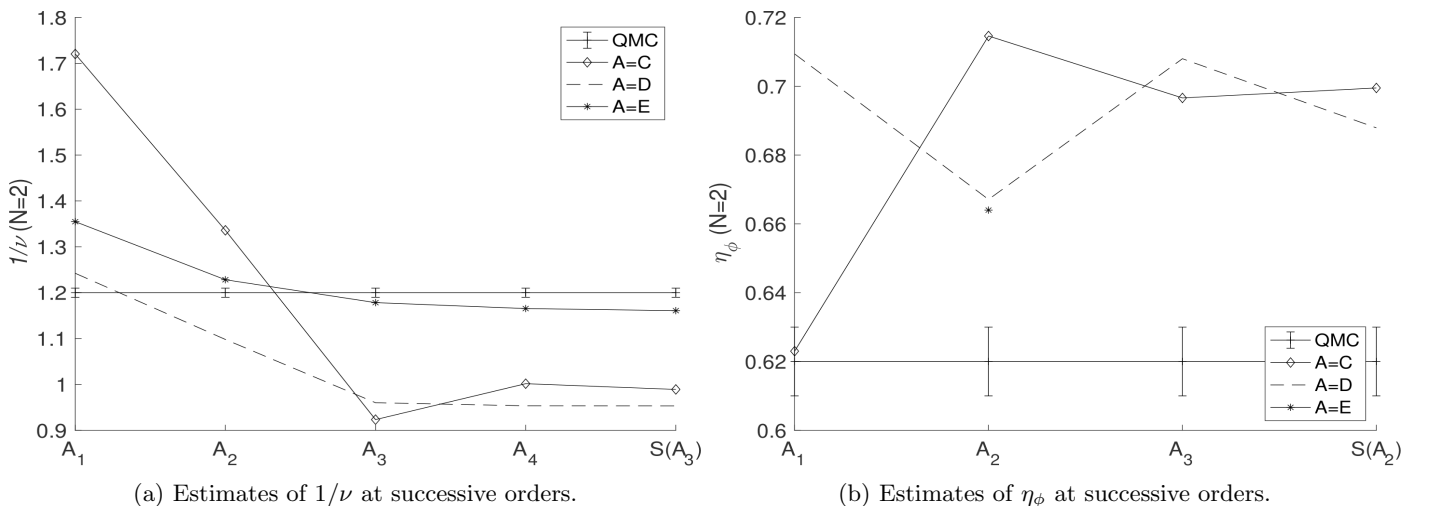 1.8
1.7
1.6
1.5
1.4
1.3
1.2
1.1
1
0.9
1/ν (N=2)
A1 A2 A3 A4 S(A3)
QMC
A=C
A=D
A=E
(a) Estimates of 1/ν at successive orders.
0.72
0.7
0.68
0.66
0.64
0.62
0.6
ηϕ (N=2)
A1 A2 A3 S(A2)
QMC
A=C
A=D
A=E
(b) Estimates of ηϕ at successive orders.